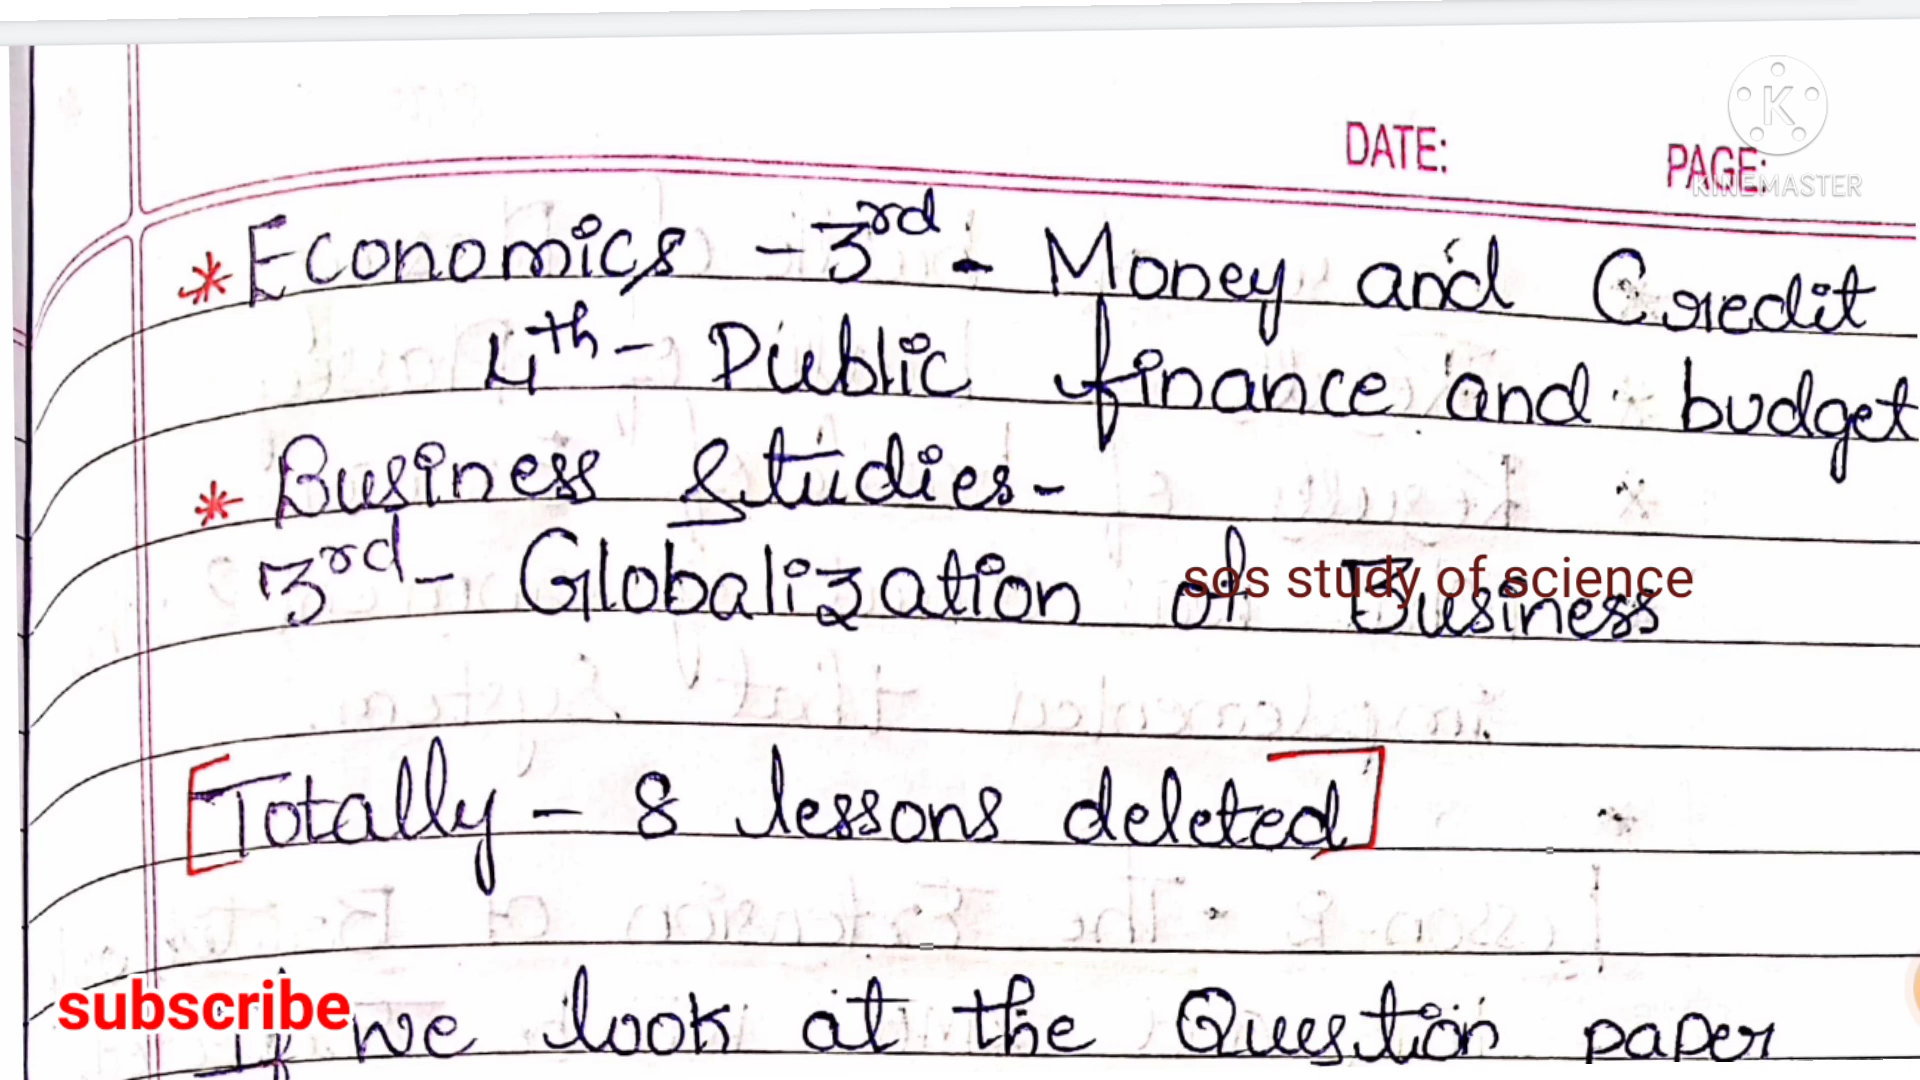 DATE: PAGE:
KINEMASTER
* Economics - 3rd - Money and Credit
4th - Public finance and budget
* Business Studies -
3rd - Globalization of Business
sos study of science
[Totally - 8 lessons deleted]
subscribe
If we look at the Question paper